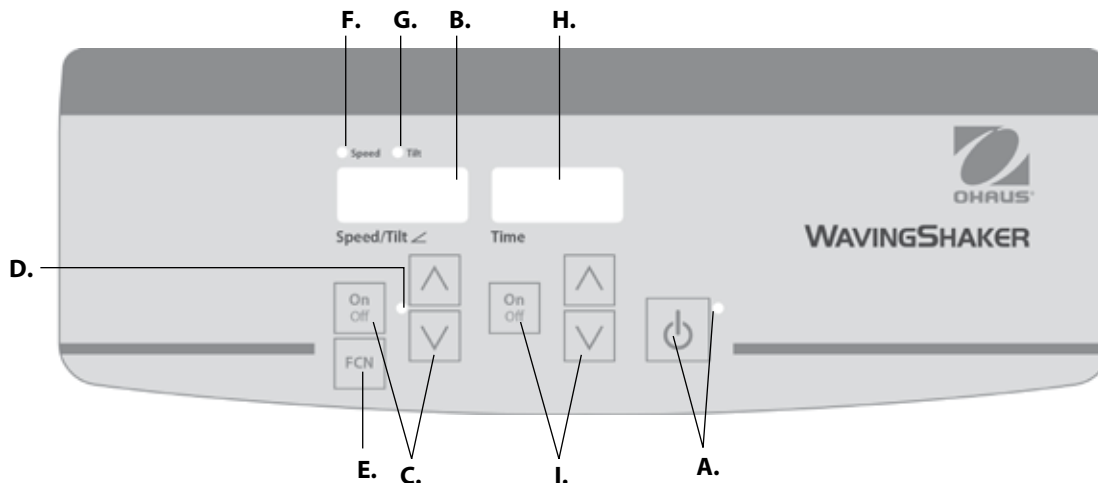 F. G. B. H.
Speed Tilt
OHAUS
Speed/Tilt Time
WAVINGSHAKER
D.
On On
Off Off
FCN
E. C. I. A.